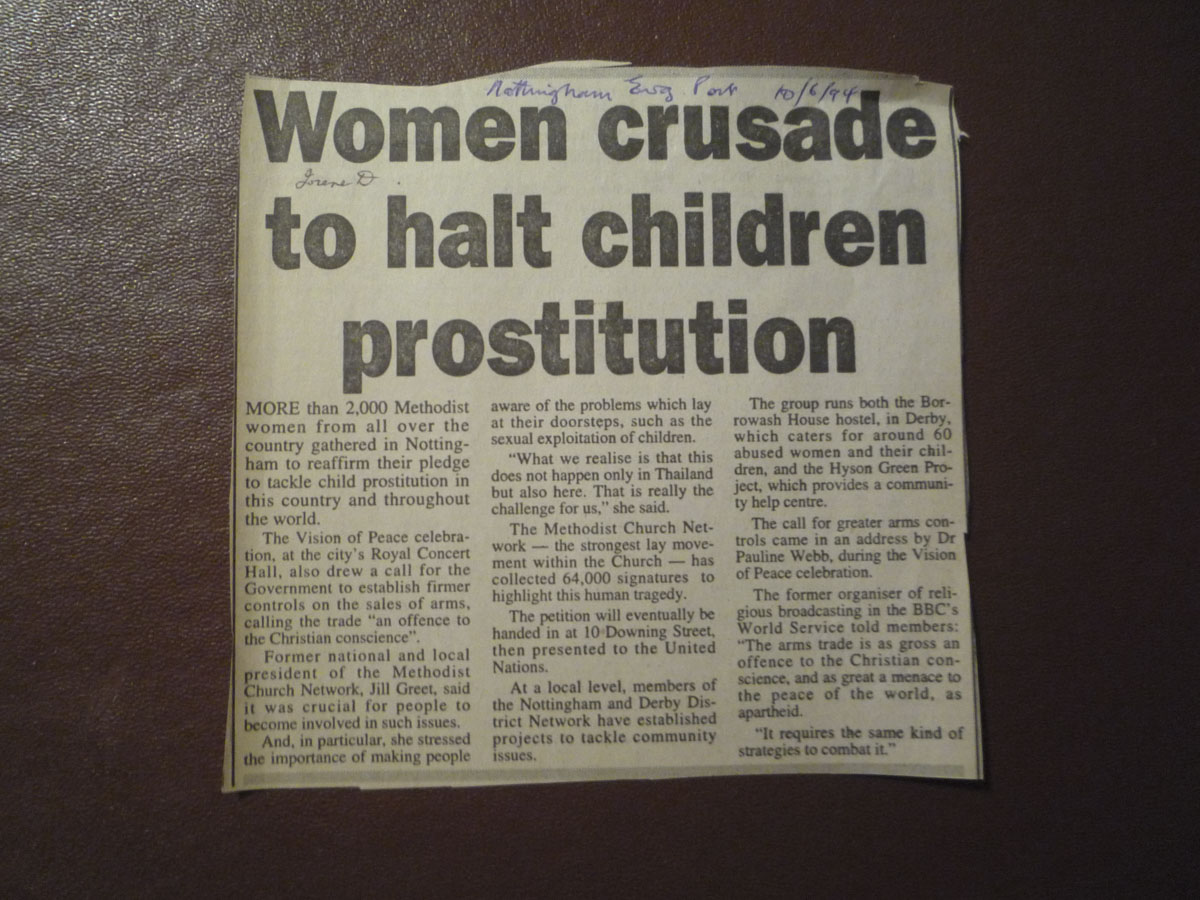 Nottingham Evg. Post 10/6/94
Women crusade
Irene D.
to halt children
prostitution
MORE than 2,000 Methodist
women from all over the
country gathered in Notting-
ham to reaffirm their pledge
to tackle child prostitution in
this country and throughout
the world.
The Vision of Peace celebra-
tion, at the city's Royal Concert
Hall, also drew a call for the
Government to establish firmer
controls on the sales of arms,
calling the trade "an offence to
the Christian conscience".
Former national and local
president of the Methodist
Church Network, Jill Greet, said
it was crucial for people to
become involved in such issues.
And, in particular, she stressed
the importance of making people
aware of the problems which lay
at their doorsteps, such as the
sexual exploitation of children.
"What we realise is that this
does not happen only in Thailand
but also here. That is really the
challenge for us," she said.
The Methodist Church Net-
work — the strongest lay move-
ment within the Church — has
collected 64,000 signatures to
highlight this human tragedy.
The petition will eventually be
handed in at 10 Downing Street,
then presented to the United
Nations.
At a local level, members of
the Nottingham and Derby Dis-
trict Network have established
projects to tackle community
issues.
The group runs both the Bor-
rowash House hostel, in Derby,
which caters for around 60
abused women and their chil-
dren, and the Hyson Green Pro-
ject, which provides a communi-
ty help centre.
The call for greater arms con-
trols came in an address by Dr
Pauline Webb, during the Vision
of Peace celebration.
The former organiser of reli-
gious broadcasting in the BBC's
World Service told members:
"The arms trade is as gross an
offence to the Christian con-
science, and as great a menace to
the peace of the world, as
apartheid.
"It requires the same kind of
strategies to combat it."